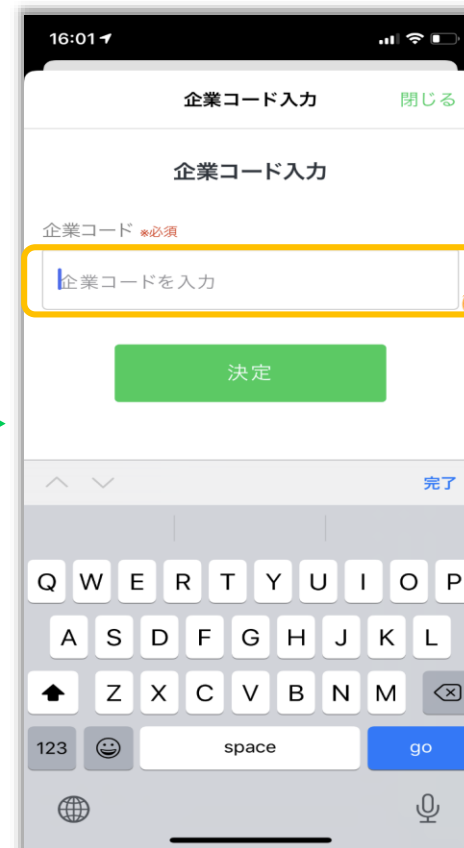 16:01
企業コード入力 閉じる
企業コード入力
企業コード ※必須
企業コードを入力
決定
完了
Q W E R T Y U I O P
A S D F G H J K L
Z X C V B N M
123 space go